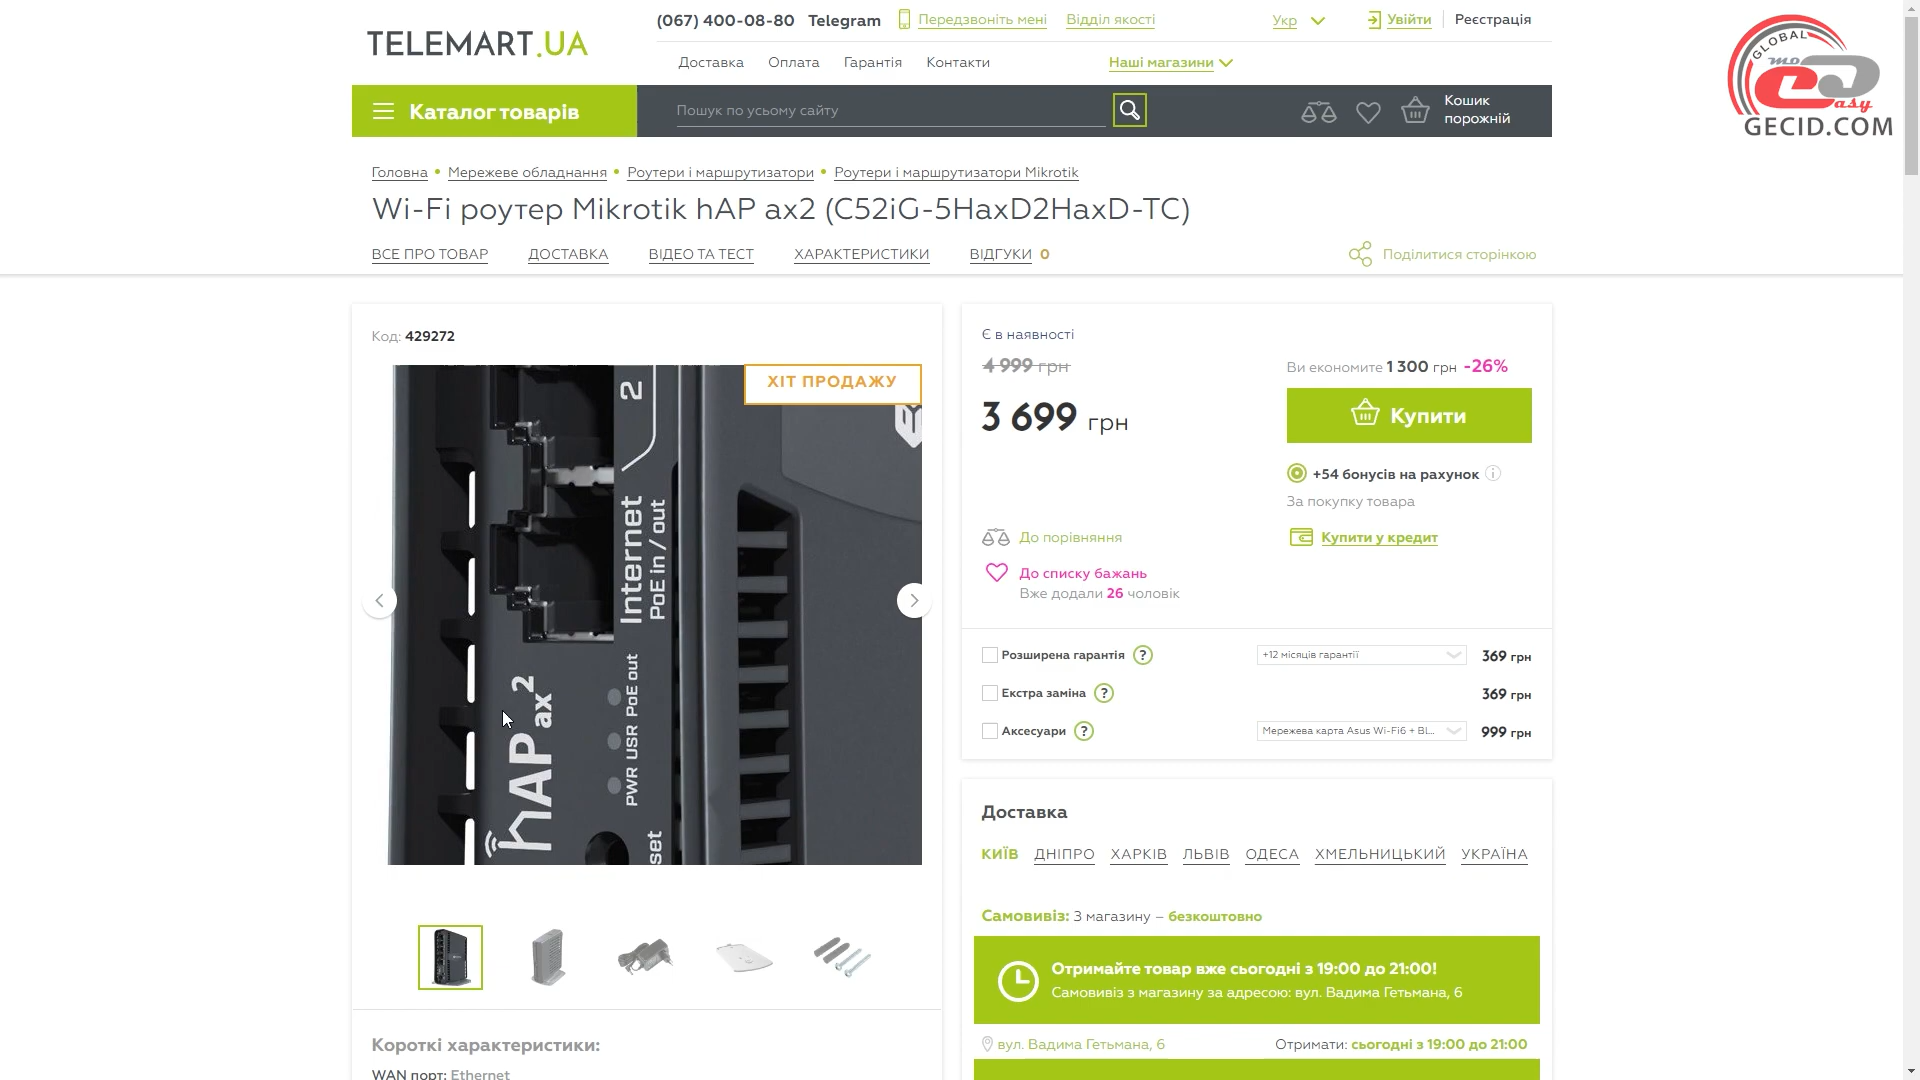 TELEMART.UA
(067) 400-08-80 Telegram Передзвоніть мені Відділ якості Укр Увійти Реєстрація
Доставка Оплата Гарантія Контакти Наші магазини
Каталог товарів Пошук по усьому сайту Кошик порожній
GLOBAL
easy
GECID.COM
Головна • Мережеве обладнання • Роутери і маршрутизатори • Роутери і маршрутизатори Mikrotik
Wi-Fi роутер Mikrotik hAP ax2 (C52iG-5HaxD2HaxD-TC)
ВСЕ ПРО ТОВАР ДОСТАВКА ВІДЕО ТА ТЕСТ ХАРАКТЕРИСТИКИ ВІДГУКИ 0 Поділитися сторінкою
Код: 429272
ХІТ ПРОДАЖУ
2
Internet
PoE in / out
hAP ax2
PWR USR PoE out
set
Є в наявності
4 999 грн
3 699 грн
Ви економите 1 300 грн -26%
Купити
+54 бонусів на рахунок
За покупку товара
До порівняння
Купити у кредит
До списку бажань
Вже додали 26 чоловік
Розширена гарантія ? +12 місяців гарантії 369 грн
Екстра заміна ? 369 грн
Аксесуари ? Мережева карта Asus Wi-Fi6 + BL... 999 грн
Доставка
КИЇВ ДНІПРО ХАРКІВ ЛЬВІВ ОДЕСА ХМЕЛЬНИЦЬКИЙ УКРАЇНА
Самовивіз: З магазину – безкоштовно
Отримайте товар вже сьогодні з 19:00 до 21:00!
Самовивіз з магазину за адресою: вул. Вадима Гетьмана, 6
вул. Вадима Гетьмана, 6 Отримати: сьогодні з 19:00 до 21:00
Короткі характеристики:
WAN порт: Ethernet